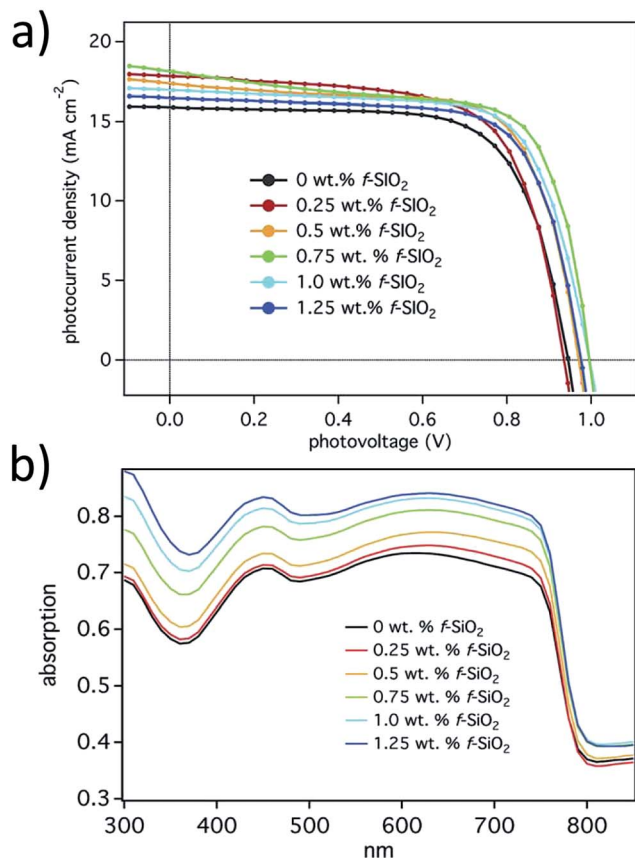 a)
photocurrent density (mA cm⁻²)
20
15
10
5
0
0 wt.% f-SIO₂
0.25 wt.% f-SIO₂
0.5 wt.% f-SIO₂
0.75 wt. % f-SIO₂
1.0 wt.% f-SIO₂
1.25 wt.% f-SIO₂
0.0 0.2 0.4 0.6 0.8 1.0
photovoltage (V)
b)
absorption
0.8
0.7
0.6
0.5
0.4
0.3
0 wt. % f-SiO₂
0.25 wt. % f-SiO₂
0.5 wt. % f-SiO₂
0.75 wt. % f-SiO₂
1.0 wt. % f-SiO₂
1.25 wt. % f-SiO₂
300 400 500 600 700 800
nm